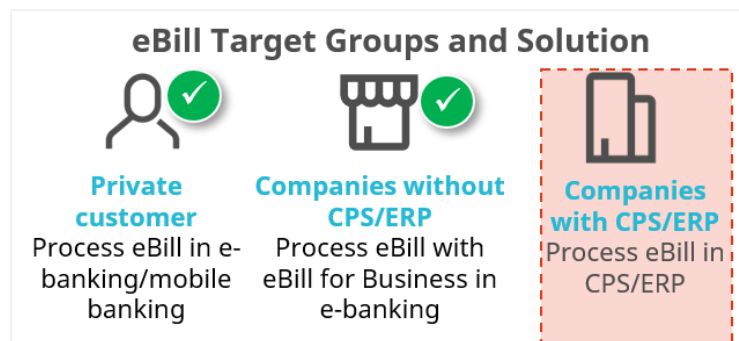 eBill Target Groups and Solution
Private
customer
Process eBill in e-
banking/mobile
banking
Companies without
CPS/ERP
Process eBill with
eBill for Business in
e-banking
Companies
with CPS/ERP
Process eBill in
CPS/ERP